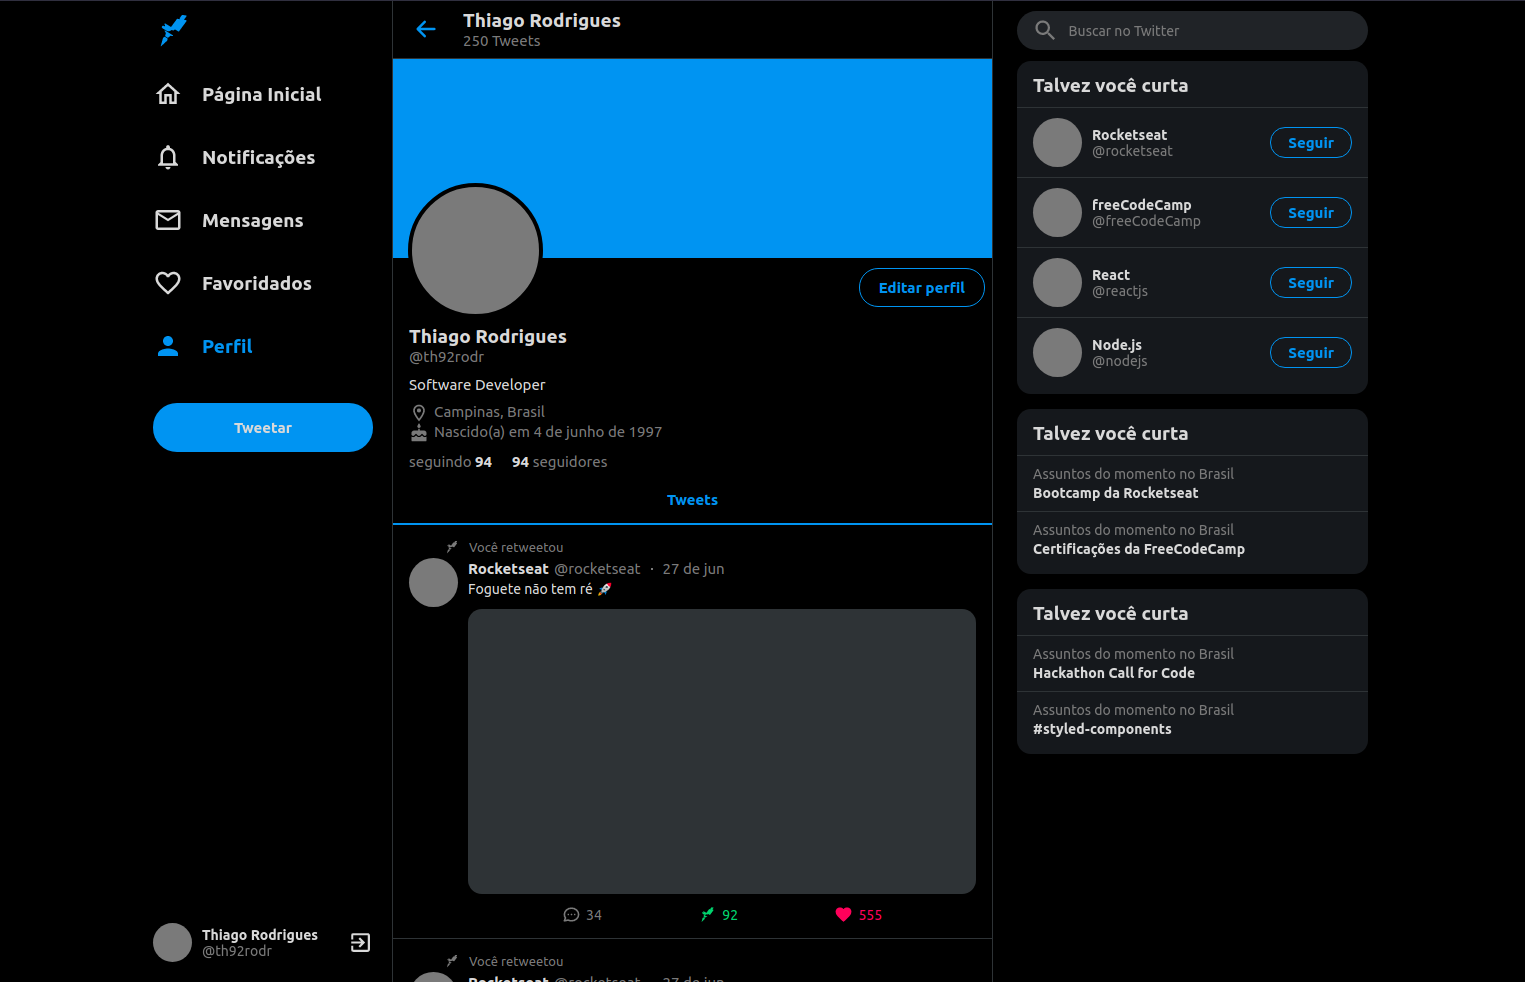 Página Inicial
Notificações
Mensagens
Favoridados
Perfil
Tweetar
Thiago Rodrigues
@th92rodr
Thiago Rodrigues
250 Tweets
Editar perfil
Thiago Rodrigues
@th92rodr
Software Developer
Campinas, Brasil
Nascido(a) em 4 de junho de 1997
seguindo 94 94 seguidores
Tweets
Você retweetou
Rocketseat @rocketseat · 27 de jun
Foguete não tem ré 🚀
34 92 555
Você retweetou
Rocketseat @rocketseat · 27 de jun
Buscar no Twitter
Talvez você curta
Rocketseat
@rocketseat
Seguir
freeCodeCamp
@freeCodeCamp
Seguir
React
@reactjs
Seguir
Node.js
@nodejs
Seguir
Talvez você curta
Assuntos do momento no Brasil
Bootcamp da Rocketseat
Assuntos do momento no Brasil
Certificações da FreeCodeCamp
Talvez você curta
Assuntos do momento no Brasil
Hackathon Call for Code
Assuntos do momento no Brasil
#styled-components